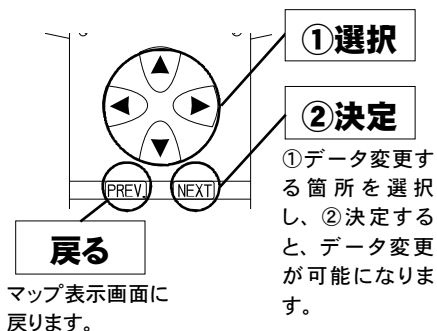 ①選択
②決定
①データ変更す
る箇所を選択
し、②決定する
と、データ変更
が可能になりま
す。
PREV.
NEXT
戻る
マップ表示画面に
戻ります。